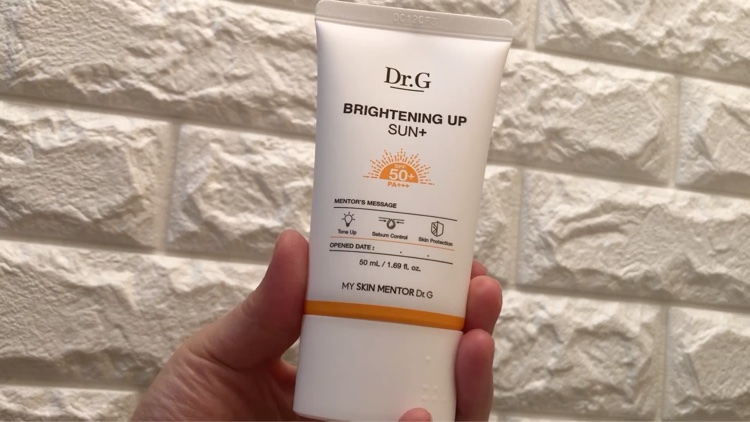 Dr.G
BRIGHTENING UP
SUN+
SPF
50+
PA+++
MENTOR'S MESSAGE
Tone Up Sebum Control Skin Protection
OPENED DATE : . .
50 mL / 1.69 fl. oz.
MY SKIN MENTOR Dr.G